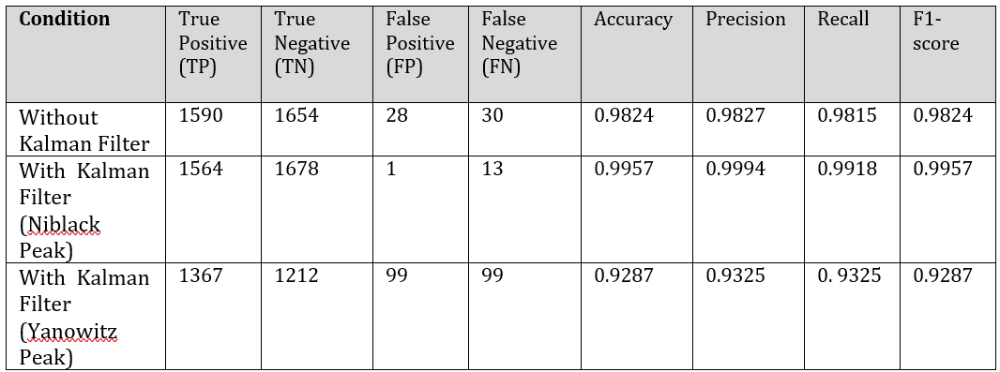 Condition True Positive (TP) True Negative (TN) False Positive (FP) False Negative (FN) Accuracy Precision Recall F1-score
Without Kalman Filter 1590 1654 28 30 0.9824 0.9827 0.9815 0.9824
With Kalman Filter (Niblack Peak) 1564 1678 1 13 0.9957 0.9994 0.9918 0.9957
With Kalman Filter (Yanowitz Peak) 1367 1212 99 99 0.9287 0.9325 0. 9325 0.9287